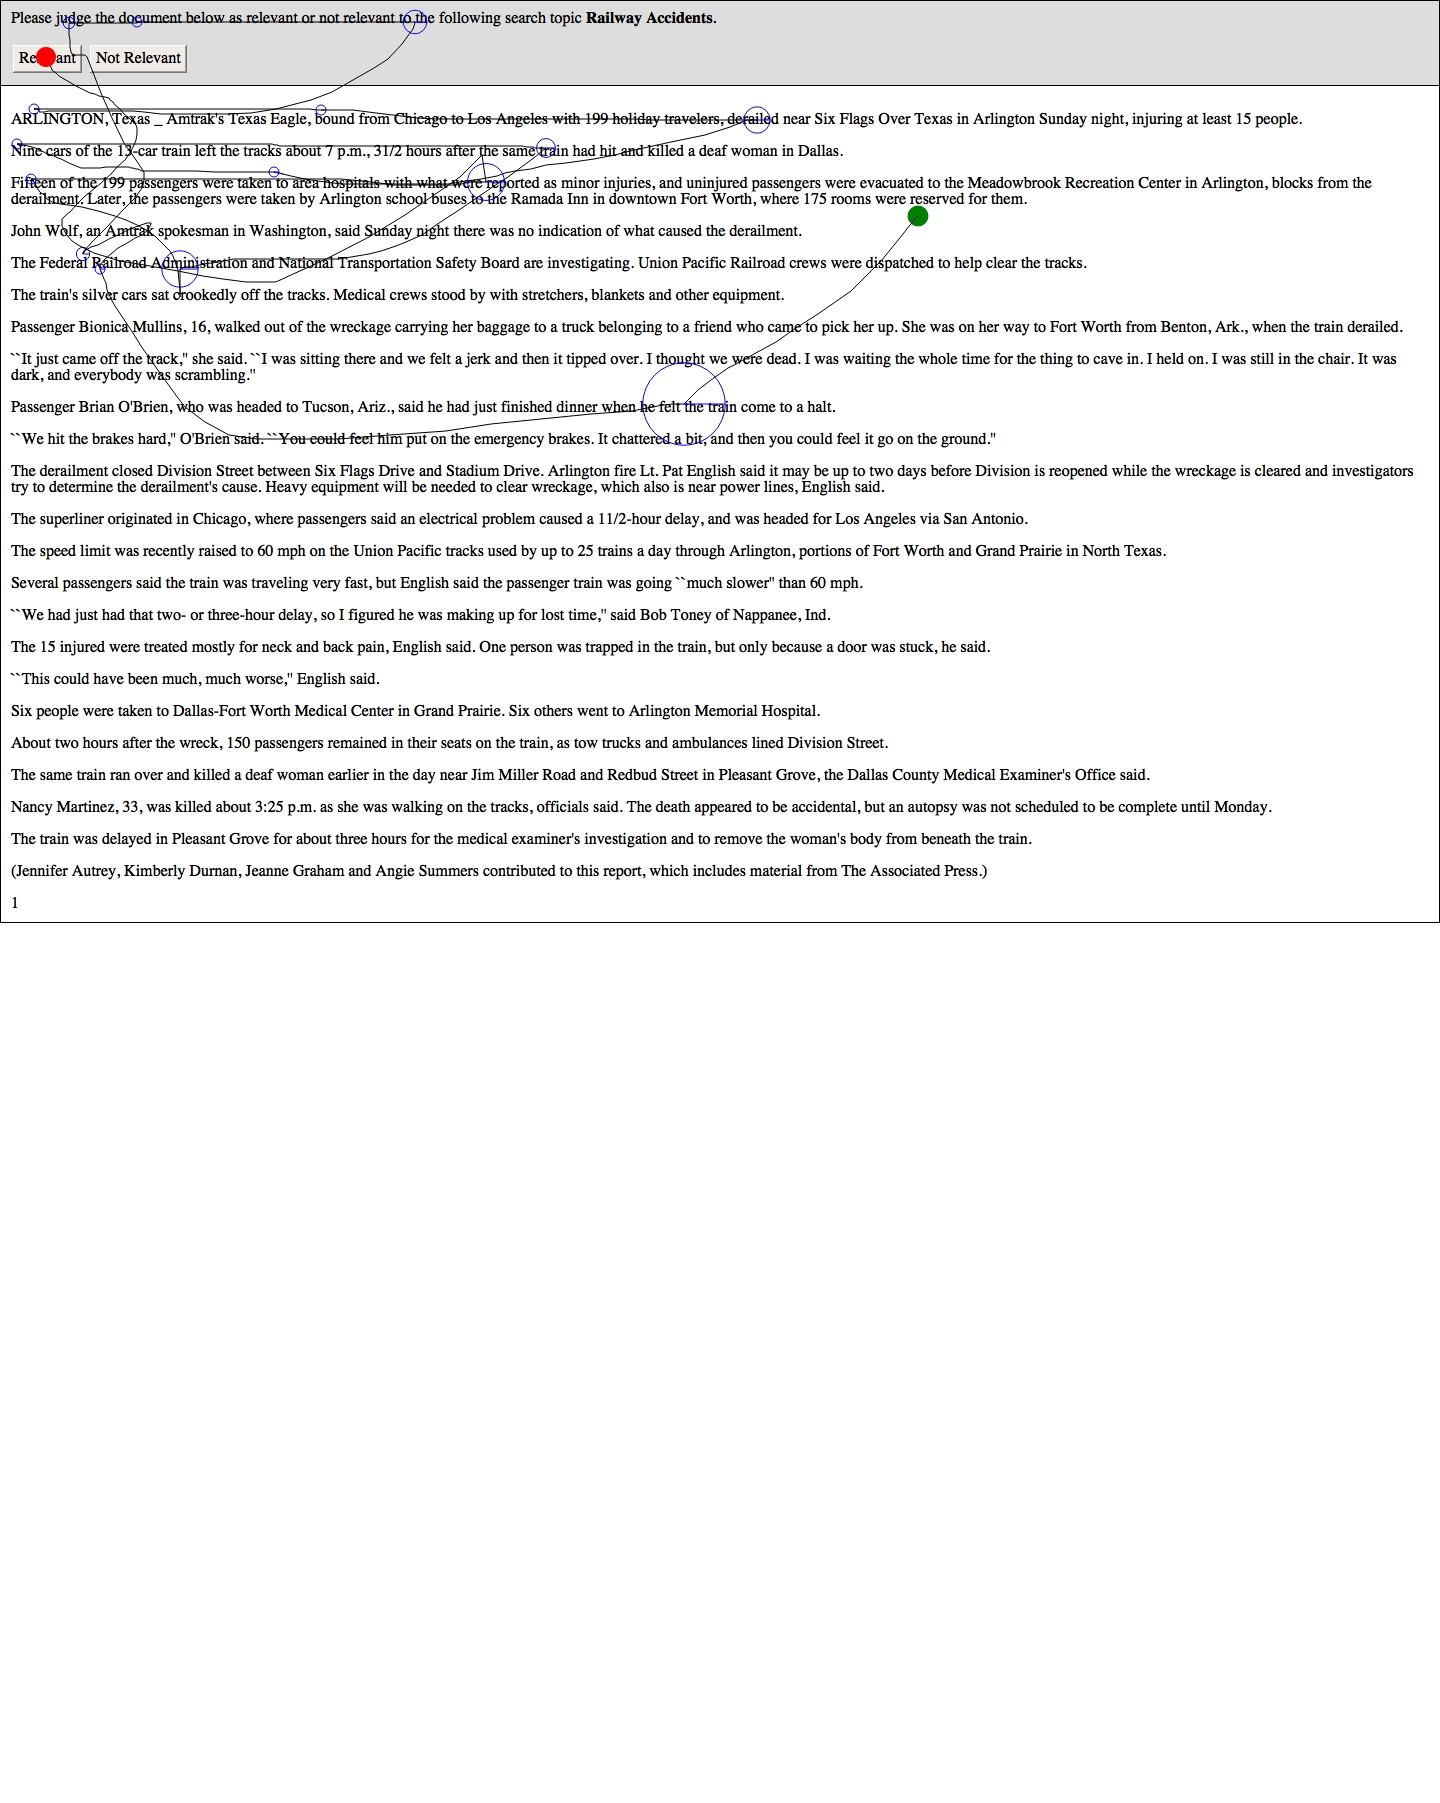 Please judge the document below as relevant or not relevant to the following search topic Railway Accidents.
Relevant Not Relevant
ARLINGTON, Texas _ Amtrak's Texas Eagle, bound from Chicago to Los Angeles with 199 holiday travelers, derailed near Six Flags Over Texas in Arlington Sunday night, injuring at least 15 people.
Nine cars of the 13-car train left the tracks about 7 p.m., 31/2 hours after the same train had hit and killed a deaf woman in Dallas.
Fifteen of the 199 passengers were taken to area hospitals with what were reported as minor injuries, and uninjured passengers were evacuated to the Meadowbrook Recreation Center in Arlington, blocks from the
derailment. Later, the passengers were taken by Arlington school buses to the Ramada Inn in downtown Fort Worth, where 175 rooms were reserved for them.
John Wolf, an Amtrak spokesman in Washington, said Sunday night there was no indication of what caused the derailment.
The Federal Railroad Administration and National Transportation Safety Board are investigating. Union Pacific Railroad crews were dispatched to help clear the tracks.
The train's silver cars sat crookedly off the tracks. Medical crews stood by with stretchers, blankets and other equipment.
Passenger Bionica Mullins, 16, walked out of the wreckage carrying her baggage to a truck belonging to a friend who came to pick her up. She was on her way to Fort Worth from Benton, Ark., when the train derailed.
``It just came off the track,'' she said. ``I was sitting there and we felt a jerk and then it tipped over. I thought we were dead. I was waiting the whole time for the thing to cave in. I held on. I was still in the chair. It was
dark, and everybody was scrambling.''
Passenger Brian O'Brien, who was headed to Tucson, Ariz., said he had just finished dinner when he felt the train come to a halt.
``We hit the brakes hard,'' O'Brien said. ``You could feel him put on the emergency brakes. It chattered a bit, and then you could feel it go on the ground.''
The derailment closed Division Street between Six Flags Drive and Stadium Drive. Arlington fire Lt. Pat English said it may be up to two days before Division is reopened while the wreckage is cleared and investigators
try to determine the derailment's cause. Heavy equipment will be needed to clear wreckage, which also is near power lines, English said.
The superliner originated in Chicago, where passengers said an electrical problem caused a 11/2-hour delay, and was headed for Los Angeles via San Antonio.
The speed limit was recently raised to 60 mph on the Union Pacific tracks used by up to 25 trains a day through Arlington, portions of Fort Worth and Grand Prairie in North Texas.
Several passengers said the train was traveling very fast, but English said the passenger train was going ``much slower'' than 60 mph.
``We had just had that two- or three-hour delay, so I figured he was making up for lost time,'' said Bob Toney of Nappanee, Ind.
The 15 injured were treated mostly for neck and back pain, English said. One person was trapped in the train, but only because a door was stuck, he said.
``This could have been much, much worse,'' English said.
Six people were taken to Dallas-Fort Worth Medical Center in Grand Prairie. Six others went to Arlington Memorial Hospital.
About two hours after the wreck, 150 passengers remained in their seats on the train, as tow trucks and ambulances lined Division Street.
The same train ran over and killed a deaf woman earlier in the day near Jim Miller Road and Redbud Street in Pleasant Grove, the Dallas County Medical Examiner's Office said.
Nancy Martinez, 33, was killed about 3:25 p.m. as she was walking on the tracks, officials said. The death appeared to be accidental, but an autopsy was not scheduled to be complete until Monday.
The train was delayed in Pleasant Grove for about three hours for the medical examiner's investigation and to remove the woman's body from beneath the train.
(Jennifer Autrey, Kimberly Durnan, Jeanne Graham and Angie Summers contributed to this report, which includes material from The Associated Press.)
1